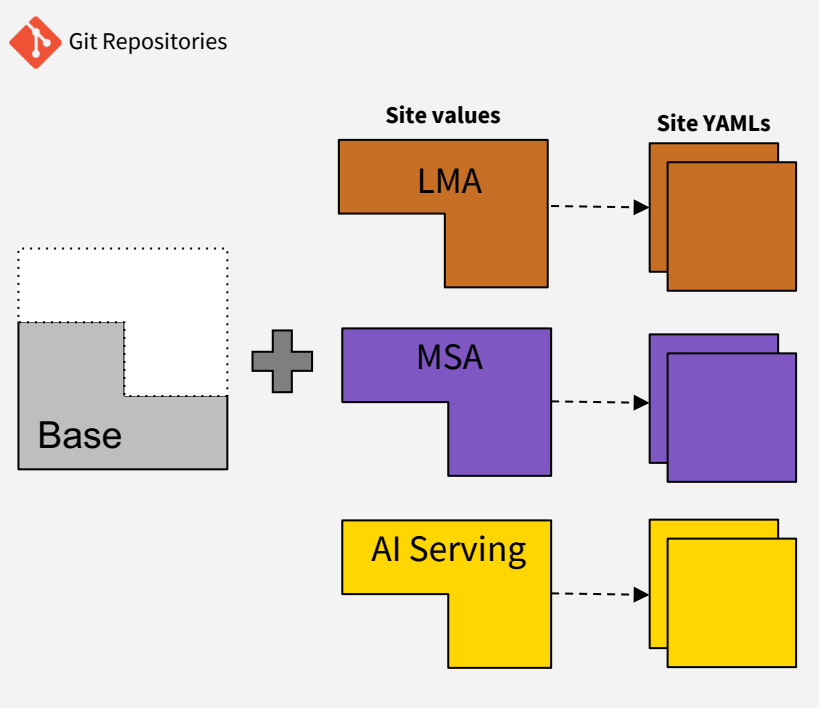 Git Repositories
Site values
Site YAMLs
LMA
Base
MSA
AI Serving